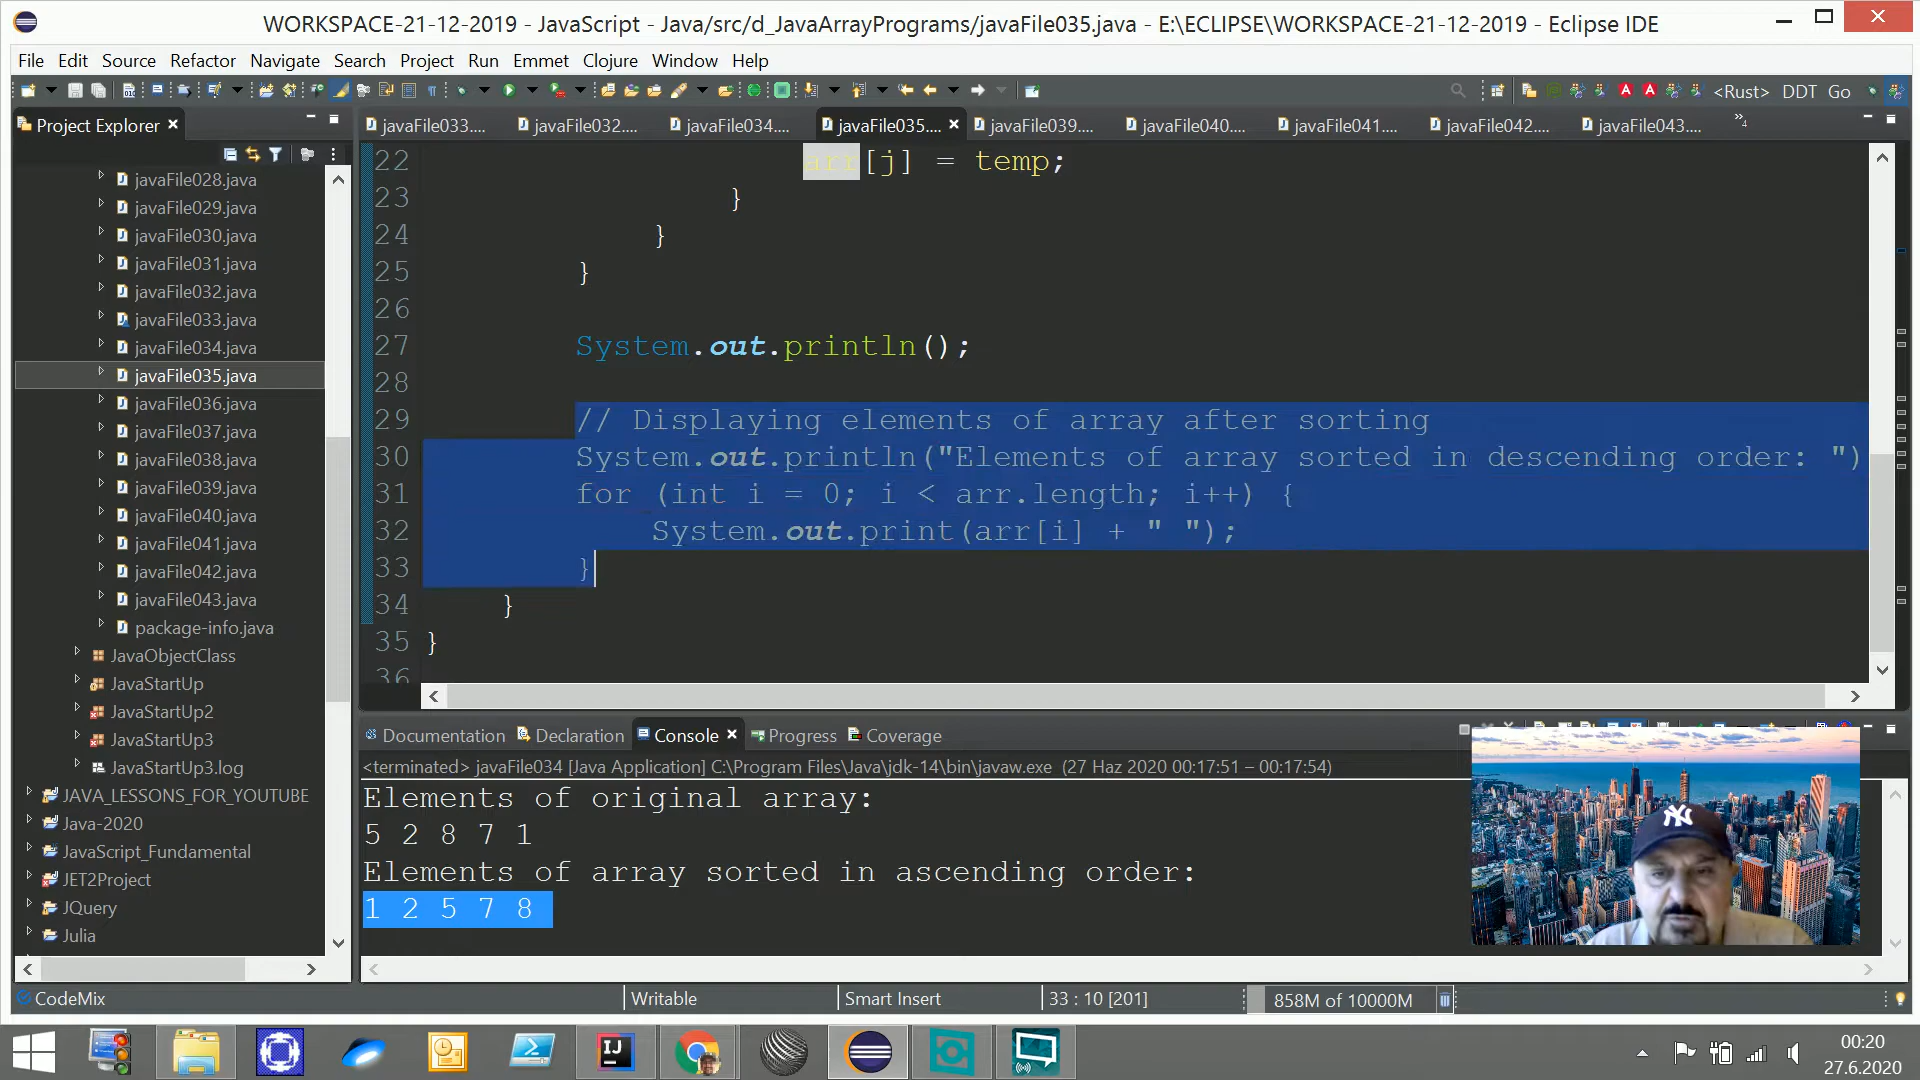 WORKSPACE-21-12-2019 - JavaScript - Java/src/d_JavaArrayPrograms/javaFile035.java - E:\ECLIPSE\WORKSPACE-21-12-2019 - Eclipse IDE
File Edit Source Refactor Navigate Search Project Run Emmet Clojure Window Help
<Rust> DDT Go
Project Explorer
javaFile033.... javaFile032.... javaFile034.... javaFile035.... javaFile039.... javaFile040.... javaFile041.... javaFile042.... javaFile043.... 4
javaFile028.java
javaFile029.java
javaFile030.java
javaFile031.java
javaFile032.java
javaFile033.java
javaFile034.java
javaFile035.java
javaFile036.java
javaFile037.java
javaFile038.java
javaFile039.java
javaFile040.java
javaFile041.java
javaFile042.java
javaFile043.java
package-info.java
JavaObjectClass
JavaStartUp
JavaStartUp2
JavaStartUp3
JavaStartUp3.log
JAVA_LESSONS_FOR_YOUTUBE
Java-2020
JavaScript_Fundamental
JET2Project
JQuery
Julia
22 arr[j] = temp;
23 }
24 }
25 }
26
27 System.out.println();
28
29 // Displaying elements of array after sorting
30 System.out.println("Elements of array sorted in descending order: ")
31 for (int i = 0; i < arr.length; i++) {
32 System.out.print(arr[i] + " ");
33 }
34 }
35 }
36
Documentation Declaration Console Progress Coverage
<terminated> javaFile034 [Java Application] C:\Program Files\Java\jdk-14\bin\javaw.exe (27 Haz 2020 00:17:51 – 00:17:54)
Elements of original array:
5 2 8 7 1
Elements of array sorted in ascending order:
1 2 5 7 8
NY
CodeMix Writable Smart Insert 33 : 10 [201] 858M of 10000M
IJ
00:20
27.6.2020